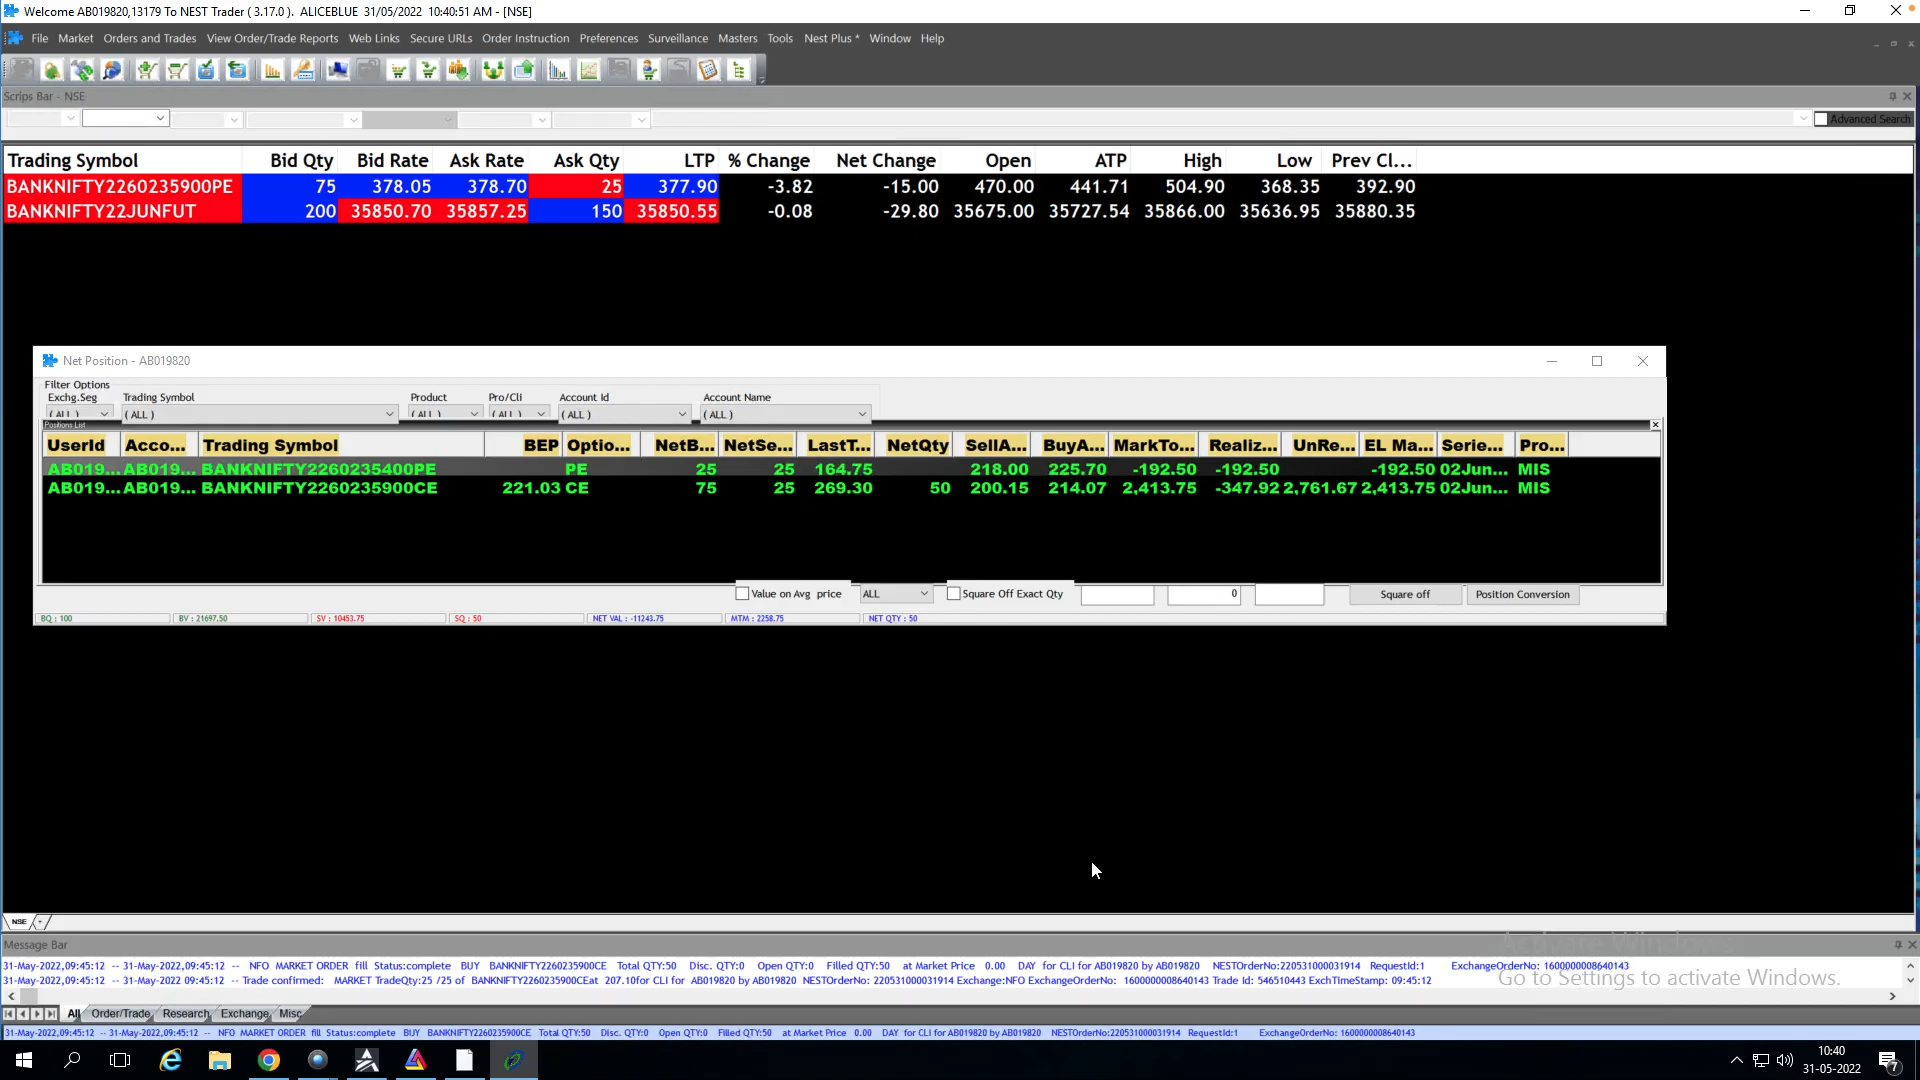 Welcome AB019820,13179 To NEST Trader ( 3.17.0 ).  ALICEBLUE  31/05/2022  10:40:51 AM - [NSE]
File Market Orders and Trades View Order/Trade Reports Web Links Secure URLs Order Instruction Preferences Surveillance Masters Tools Nest Plus * Window Help
Scrips Bar - NSE
Advanced Search
Trading Symbol Bid Qty Bid Rate Ask Rate Ask Qty LTP % Change Net Change Open ATP High Low Prev Cl...
BANKNIFTY2260235900PE 75 378.05 378.70 25 377.90 -3.82 -15.00 470.00 441.71 504.90 368.35 392.90
BANKNIFTY22JUNFUT 200 35850.70 35857.25 150 35850.55 -0.08 -29.80 35675.00 35727.54 35866.00 35636.95 35880.35
Net Position - AB019820
Filter Options
Exchg.Seg Trading Symbol Product Pro/Cli Account Id Account Name
( ALL ) ( ALL ) ( ALL ) ( ALL ) ( ALL ) ( ALL )
Positions List
UserId Acco... Trading Symbol BEP Optio... NetB... NetSe... LastT... NetQty SellA... BuyA... MarkTo... Realiz... UnRe... EL Ma... Serie... Pro...
AB019... AB019... BANKNIFTY2260235400PE PE 25 25 164.75 218.00 225.70 -192.50 -192.50 -192.50 02Jun... MIS
AB019... AB019... BANKNIFTY2260235900CE 221.03 CE 75 25 269.30 50 200.15 214.07 2,413.75 -347.92 2,761.67 2,413.75 02Jun... MIS
Value on Avg price ALL Square Off Exact Qty 0 Square off Position Conversion
BQ : 100 BV : 21697.50 SV : 10453.75 SQ : 50 NET VAL : -11243.75 MTM : 2258.75 NET QTY : 50
NSE +
Message Bar
31-May-2022,09:45:12 -- 31-May-2022,09:45:12 -- NFO MARKET ORDER fill Status:complete BUY BANKNIFTY2260235900CE Total QTY:50 Disc. QTY:0 Open QTY:0 Filled QTY:50 at Market Price 0.00 DAY for CLI for AB019820 by AB019820 NESTOrderNo:220531000031914 RequestId:1 ExchangeOrderNo: 1600000008640143
31-May-2022,09:45:12 -- 31-May-2022,09:45:12 -- Trade confirmed: MARKET TradeQty:25 /25 of BANKNIFTY2260235900CEat 207.10for CLI for AB019820 by AB019820 NESTOrderNo: 220531000031914 Exchange:NFO ExchangeOrderNo: 1600000008640143 Trade Id: 546510443 ExchTimeStamp: 09:45:12
Activate Windows
Go to Settings to activate Windows.
All Order/Trade Research Exchange Misc
31-May-2022,09:45:12 -- 31-May-2022,09:45:12 -- NFO MARKET ORDER fill Status:complete BUY BANKNIFTY2260235900CE Total QTY:50 Disc. QTY:0 Open QTY:0 Filled QTY:50 at Market Price 0.00 DAY for CLI for AB019820 by AB019820 NESTOrderNo:220531000031914 RequestId:1 ExchangeOrderNo: 1600000008640143
10:40
31-05-2022
7